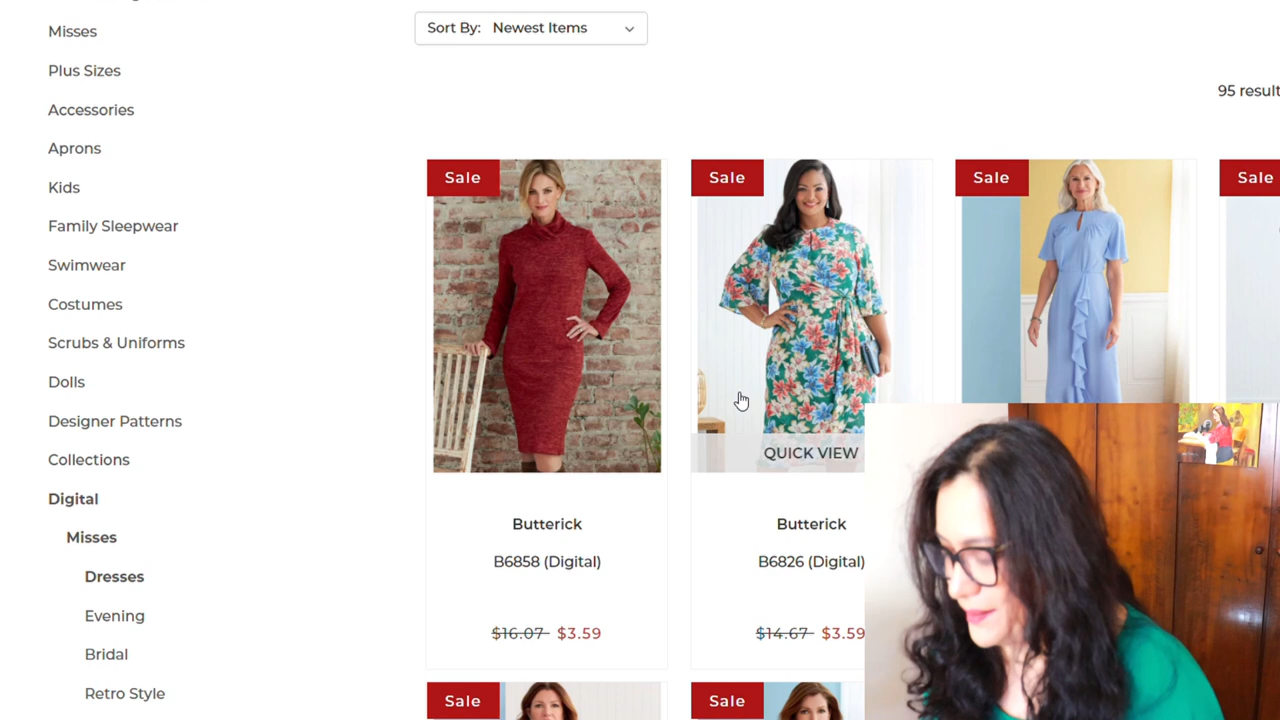 Misses
Plus Sizes
Accessories
Aprons
Kids
Family Sleepwear
Swimwear
Costumes
Scrubs & Uniforms
Dolls
Designer Patterns
Collections
Digital
Misses
Dresses
Evening
Bridal
Retro Style
Sort By: Newest Items
95 result
Sale
Sale
Sale
Sale
QUICK VIEW
Butterick
B6858 (Digital)
$16.07 $3.59
Butterick
B6826 (Digital)
$14.67 $3.59
Sale
Sale